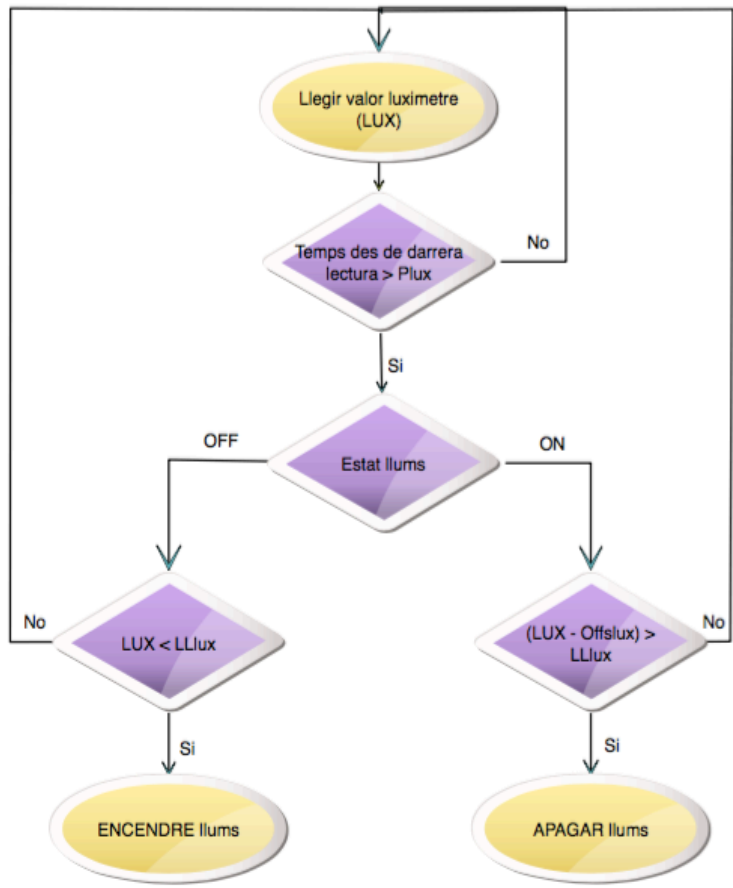 Llegir valor luximetre
(LUX)
Temps des de darrera
lectura > Plux
No
Si
Estat llums
OFF
ON
LUX < LLlux
No
(LUX - Offslux) >
LLlux
No
Si
Si
ENCENDRE llums
APAGAR llums